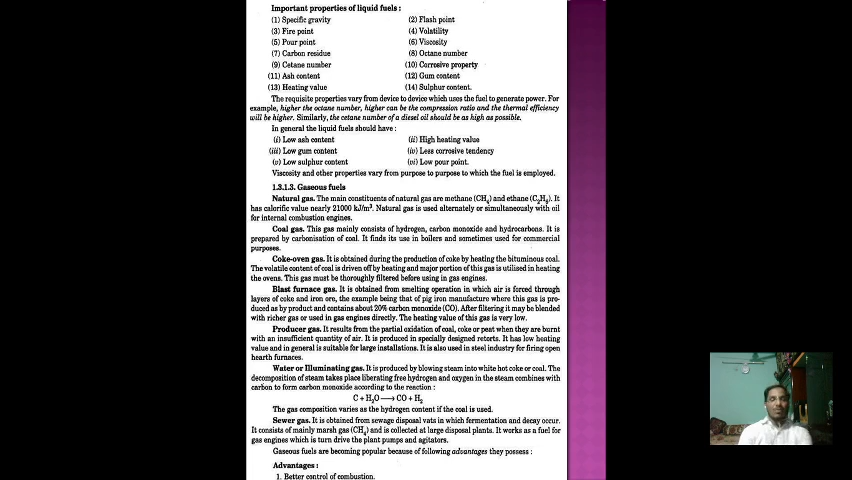 Important properties of liquid fuels :
(1) Specific gravity (2) Flash point
(3) Fire point (4) Volatility
(5) Pour point (6) Viscosity
(7) Carbon residue (8) Octane number
(9) Cetane number (10) Corrosive property
(11) Ash content (12) Gum content
(13) Heating value (14) Sulphur content.
The requisite properties vary from device to device which uses the fuel to generate power. For
example, higher the octane number, higher can be the compression ratio and the thermal efficiency
will be higher. Similarly, the cetane number of a diesel oil should be as high as possible.
In general the liquid fuels should have :
(i) Low ash content (ii) High heating value
(iii) Low gum content (iv) Less corrosive tendency
(v) Low sulphur content (vi) Low pour point.
Viscosity and other properties vary from purpose to purpose to which the fuel is employed.
1.3.1.3. Gaseous fuels
Natural gas. The main constituents of natural gas are methane (CH₄) and ethane (C₂H₆). It
has calorific value nearly 21000 kJ/m³. Natural gas is used alternately or simultaneously with oil
for internal combustion engines.
Coal gas. This gas mainly consists of hydrogen, carbon monoxide and hydrocarbons. It is
prepared by carbonisation of coal. It finds its use in boilers and sometimes used for commercial
purposes.
Coke-oven gas. It is obtained during the production of coke by heating the bituminous coal.
The volatile content of coal is driven off by heating and major portion of this gas is utilised in heating
the ovens. This gas must be thoroughly filtered before using in gas engines.
Blast furnace gas. It is obtained from smelting operation in which air is forced through
layers of coke and iron ore, the example being that of pig iron manufacture where this gas is pro-
duced as by product and contains about 20% carbon monoxide (CO). After filtering it may be blended
with richer gas or used in gas engines directly. The heating value of this gas is very low.
Producer gas. It results from the partial oxidation of coal, coke or peat when they are burnt
with an insufficient quantity of air. It is produced in specially designed retorts. It has low heating
value and in general is suitable for large installations. It is also used in steel industry for firing open
hearth furnaces.
Water or Illuminating gas. It is produced by blowing steam into white hot coke or coal. The
decomposition of steam takes place liberating free hydrogen and oxygen in the steam combines with
carbon to form carbon monoxide according to the reaction :
C + H₂O ⟶ CO + H₂
The gas composition varies as the hydrogen content if the coal is used.
Sewer gas. It is obtained from sewage disposal vats in which fermentation and decay occur.
It consists of mainly marsh gas (CH₄) and is collected at large disposal plants. It works as a fuel for
gas engines which is turn drive the plant pumps and agitators.
Gaseous fuels are becoming popular because of following advantages they possess :
Advantages :
1. Better control of combustion.